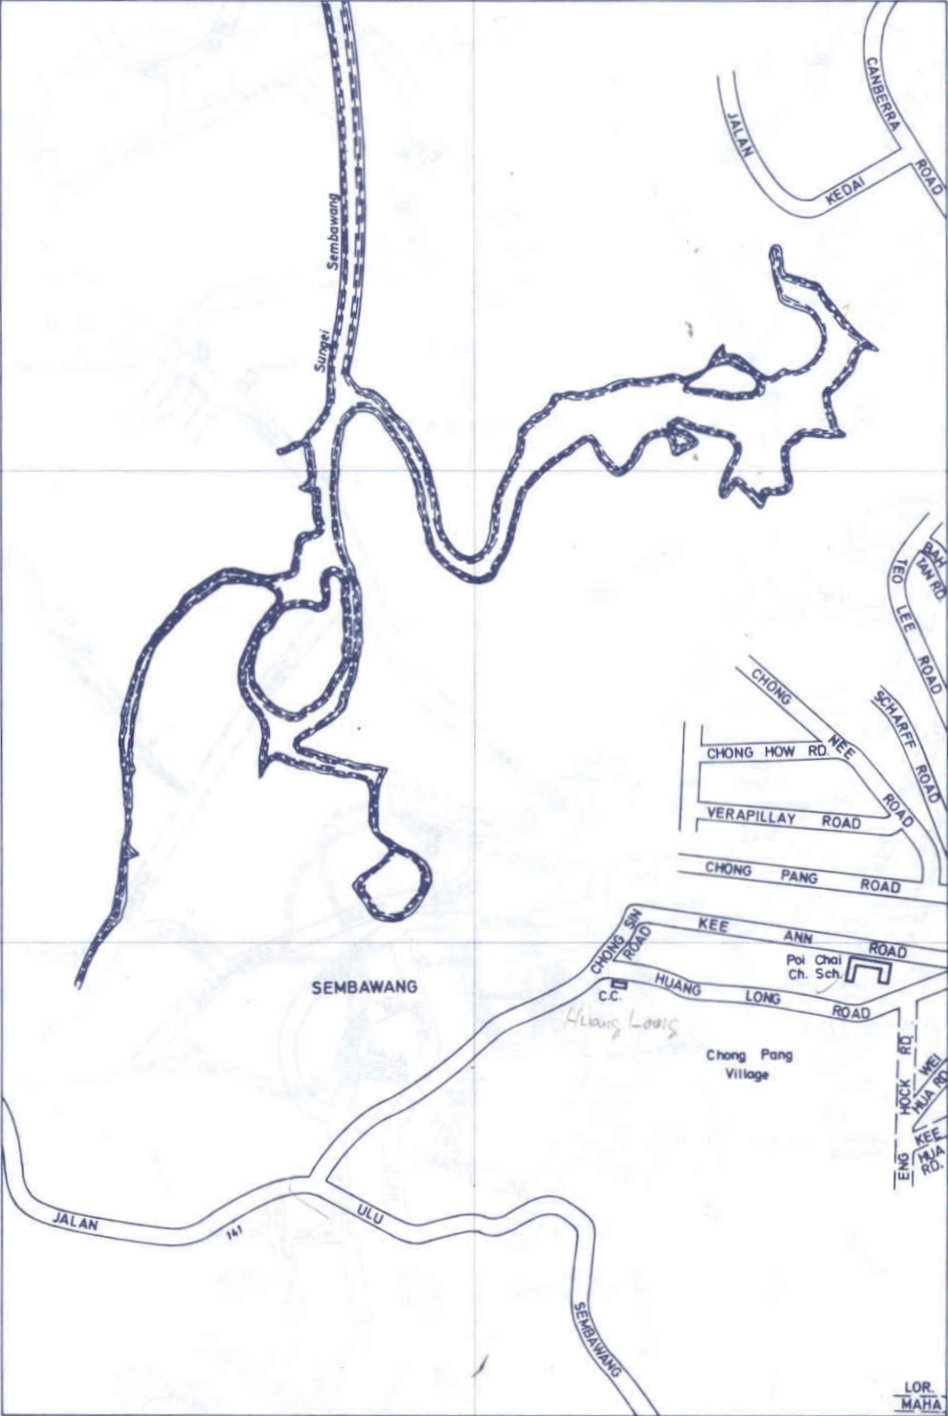 CANBERRA ROAD
JALAN KEDAI
Sungei Sembawang
BAH TAN RD.
TEO LEE ROAD
SCHARFF ROAD
CHONG NEE ROAD
CHONG HOW RD.
VERAPILLAY ROAD
CHONG PANG ROAD
CHONG SIN ROAD
KEE ANN ROAD
Poi Chai
Ch. Sch.
SEMBAWANG
C.C.
HUANG LONG ROAD
Huang Long
Chong Pang
Village
ENG HOCK RD.
WEI HUA RD.
KEE HUA RD.
JALAN ULU SEMBAWANG
141
LOR.
MAHA